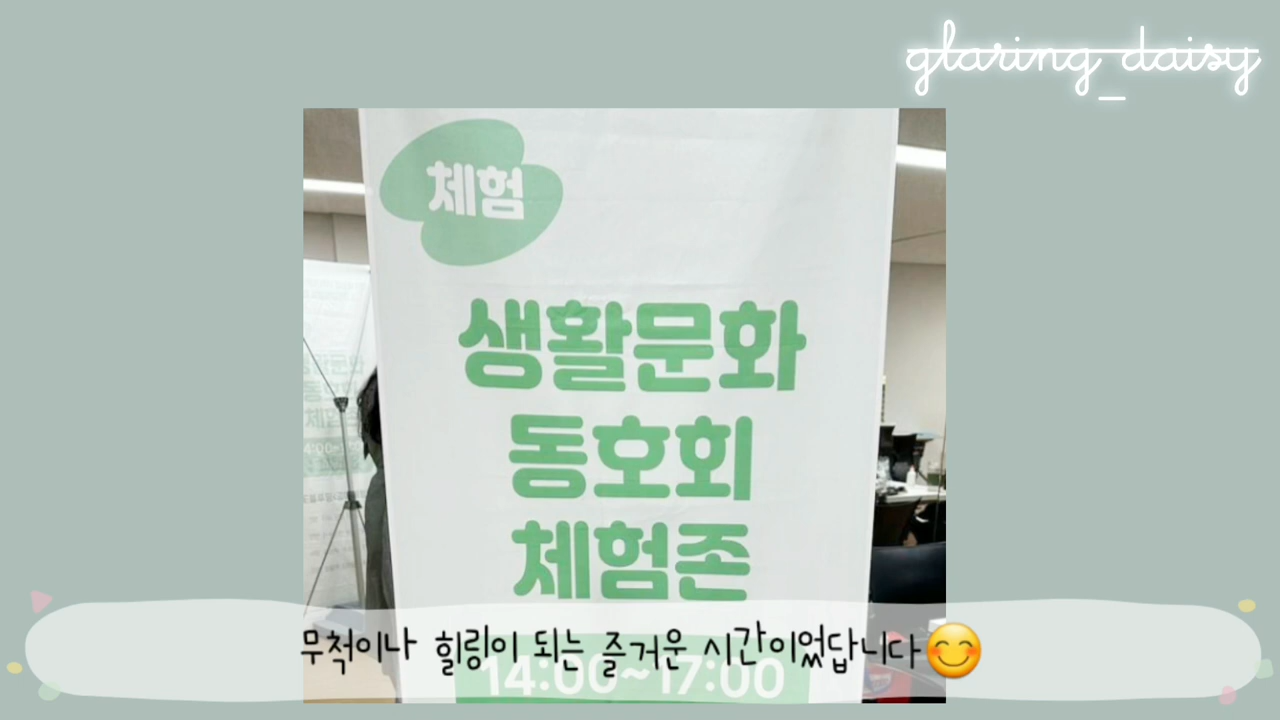 glaring_daisy
체험
생활문화
동호회
체험존
무척이나 힐링이 되는 즐거운 시간이었답니다😊
14:00~17:00